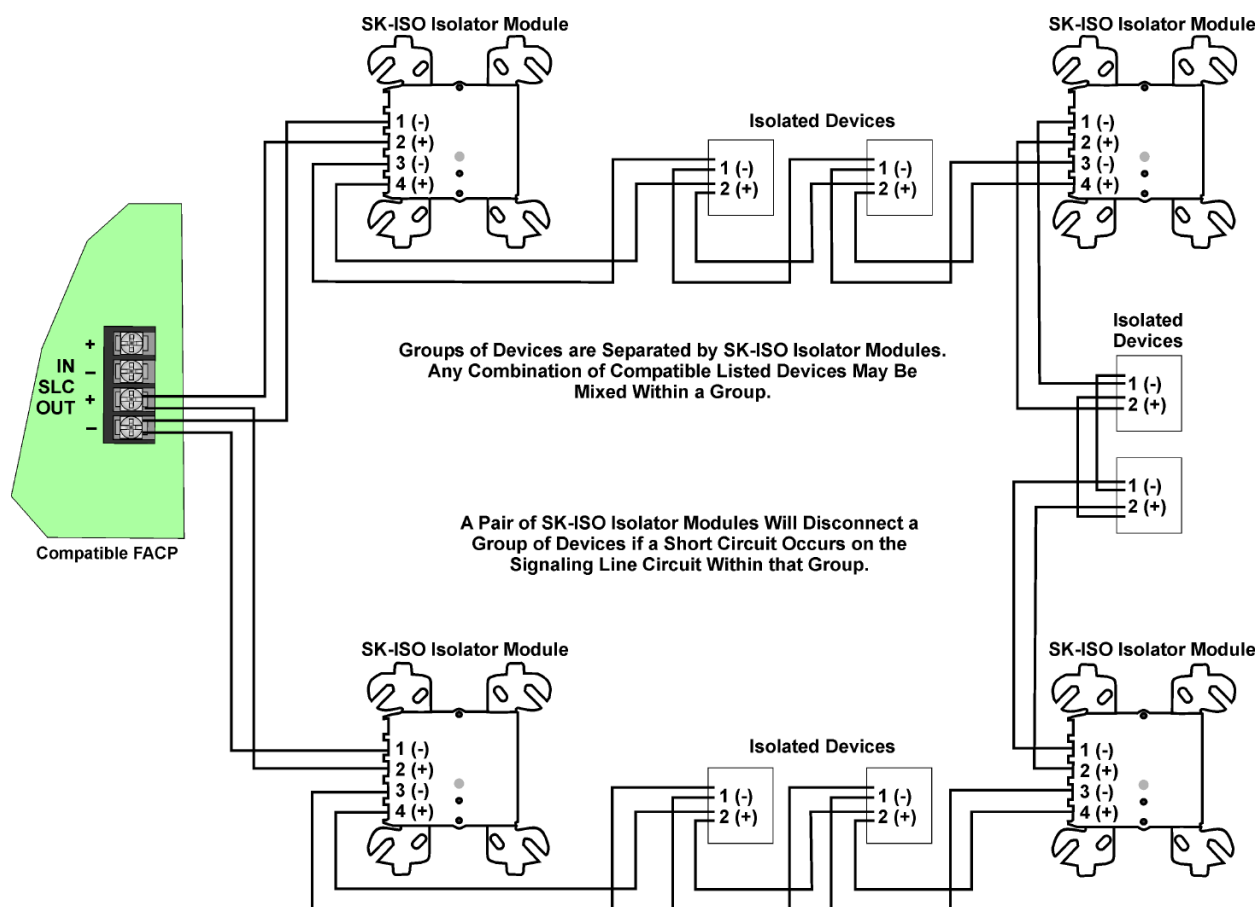 SK-ISO Isolator Module
SK-ISO Isolator Module
1 (-)
2 (+)
3 (-)
4 (+)
Isolated Devices
1 (-)
2 (+)
1 (-)
2 (+)
1 (-)
2 (+)
3 (-)
4 (+)
+
IN
–
SLC
+
OUT
–
Compatible FACP
Groups of Devices are Separated by SK-ISO Isolator Modules.
Any Combination of Compatible Listed Devices May Be
Mixed Within a Group.
Isolated
Devices
1 (-)
2 (+)
1 (-)
2 (+)
A Pair of SK-ISO Isolator Modules Will Disconnect a
Group of Devices if a Short Circuit Occurs on the
Signaling Line Circuit Within that Group.
SK-ISO Isolator Module
SK-ISO Isolator Module
1 (-)
2 (+)
3 (-)
4 (+)
Isolated Devices
1 (-)
2 (+)
1 (-)
2 (+)
1 (-)
2 (+)
3 (-)
4 (+)